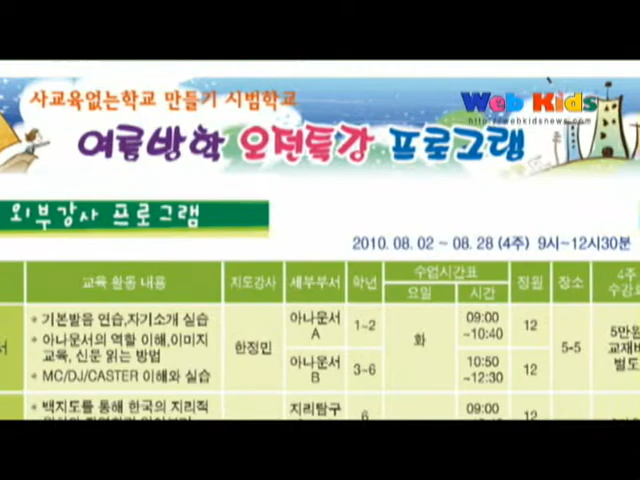 사교육없는학교 만들기 시범학교
Web Kids
http://webkidsnews.com
여름방학 오전특강 프로그램
외부강사 프로그램
2010. 08. 02 ~ 08. 28 (4주) 9시~12시30분
교육 활동 내용 지도강사 세부부서 학년 수업시간표 정원 장소 4주
요일 시간
기본발음 연습,자기소개 실습
아나운서의 역할 이해,이미지
교육, 신문 읽는 방법
MC/DJ/CASTER 이해와 실습
한정민
아나운서
A
1~2
화
09:00
~10:40
12
5-5
5만원
교재비
별도
아나운서
B
3~6
10:50
~12:30
12
백지도를 통해 한국의 지리적
지리탐구
6
09:00
12